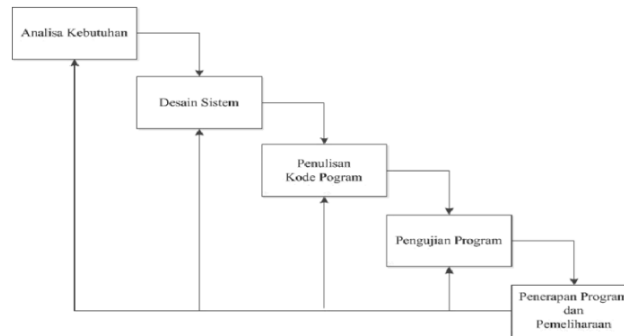 Analisa Kebutuhan
Desain Sistem
Penulisan
Kode Pogram
Pengujian Program
Penerapan Program
dan
Pemeliharaan